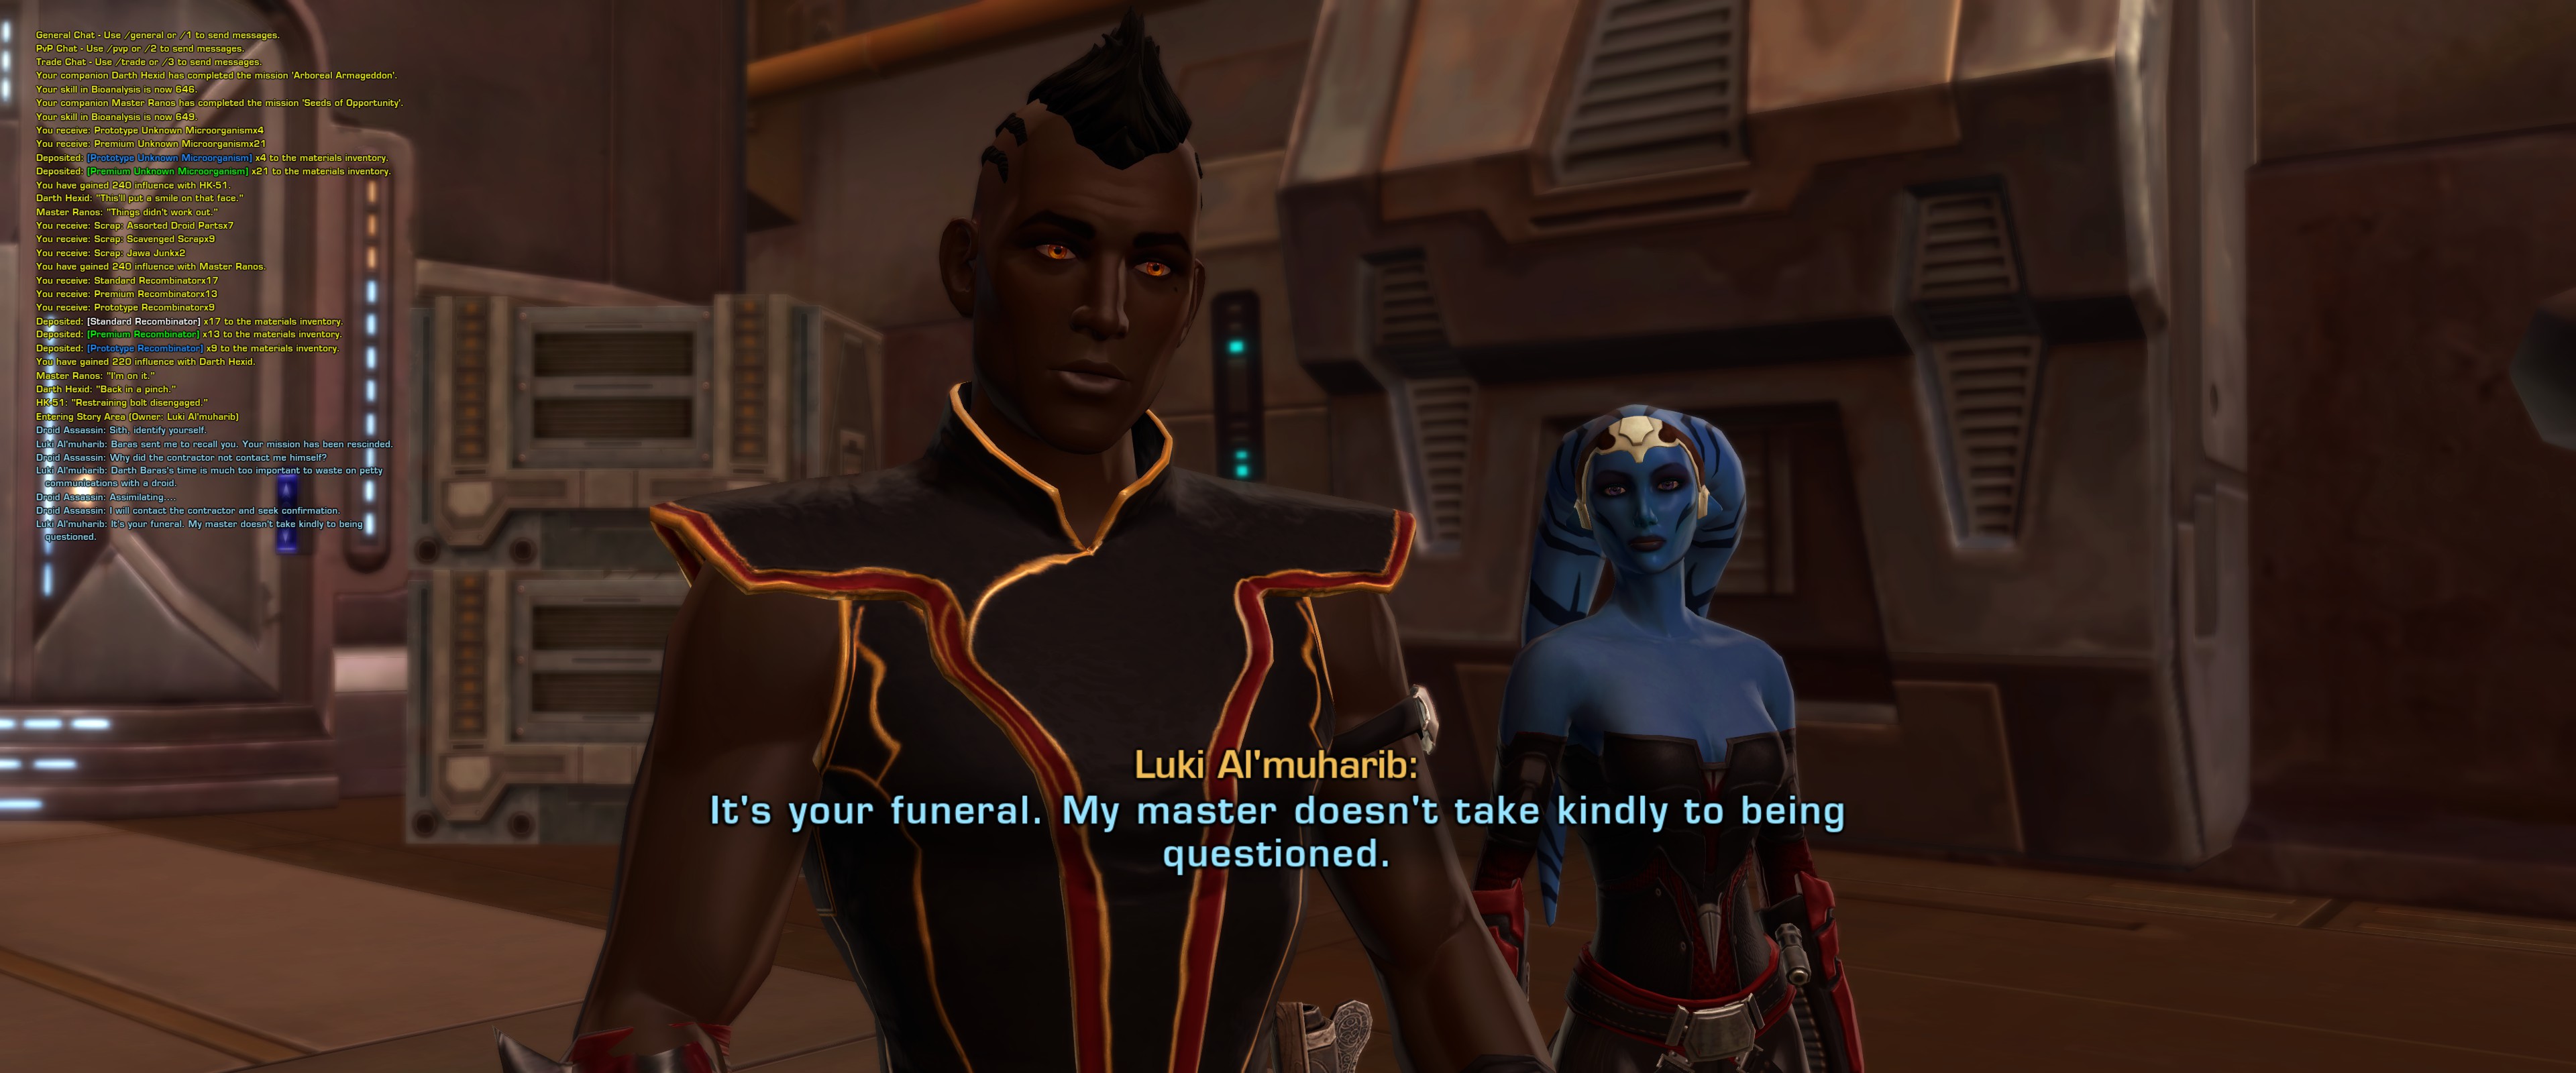 General Chat - Use /general or /1 to send messages.
PvP Chat - Use /pvp or /2 to send messages.
Trade Chat - Use /trade or /3 to send messages.
Your companion Darth Hexid has completed the mission 'Arboreal Armageddon'.
Your skill in Bioanalysis is now 646.
Your companion Master Ranos has completed the mission 'Seeds of Opportunity'.
Your skill in Bioanalysis is now 649.
You receive: Prototype Unknown Microorganismx4
You receive: Premium Unknown Microorganismx21
Deposited: [Prototype Unknown Microorganism] x4 to the materials inventory.
Deposited: [Premium Unknown Microorganism] x21 to the materials inventory.
You have gained 240 influence with HK-51.
Darth Hexid: "This'll put a smile on that face."
Master Ranos: "Things didn't work out."
You receive: Scrap: Assorted Droid Partsx7
You receive: Scrap: Scavenged Scrapx9
You receive: Scrap: Jawa Junkx2
You have gained 240 influence with Master Ranos.
You receive: Standard Recombinatorx17
You receive: Premium Recombinatorx13
You receive: Prototype Recombinatorx9
Deposited: [Standard Recombinator] x17 to the materials inventory.
Deposited: [Premium Recombinator] x13 to the materials inventory.
Deposited: [Prototype Recombinator] x9 to the materials inventory.
You have gained 220 influence with Darth Hexid.
Master Ranos: "I'm on it."
Darth Hexid: "Back in a pinch."
HK-51: "Restraining bolt disengaged."
Entering Story Area (Owner: Luki Al'muharib)
Droid Assassin: Sith, identify yourself.
Luki Al'muharib: Baras sent me to recall you. Your mission has been rescinded.
Droid Assassin: Why did the contractor not contact me himself?
Luki Al'muharib: Darth Baras's time is much too important to waste on petty
communications with a droid.
Droid Assassin: Assimilating....
Droid Assassin: I will contact the contractor and seek confirmation.
Luki Al'muharib: It's your funeral. My master doesn't take kindly to being
questioned.
Luki Al'muharib:
It's your funeral. My master doesn't take kindly to being
questioned.